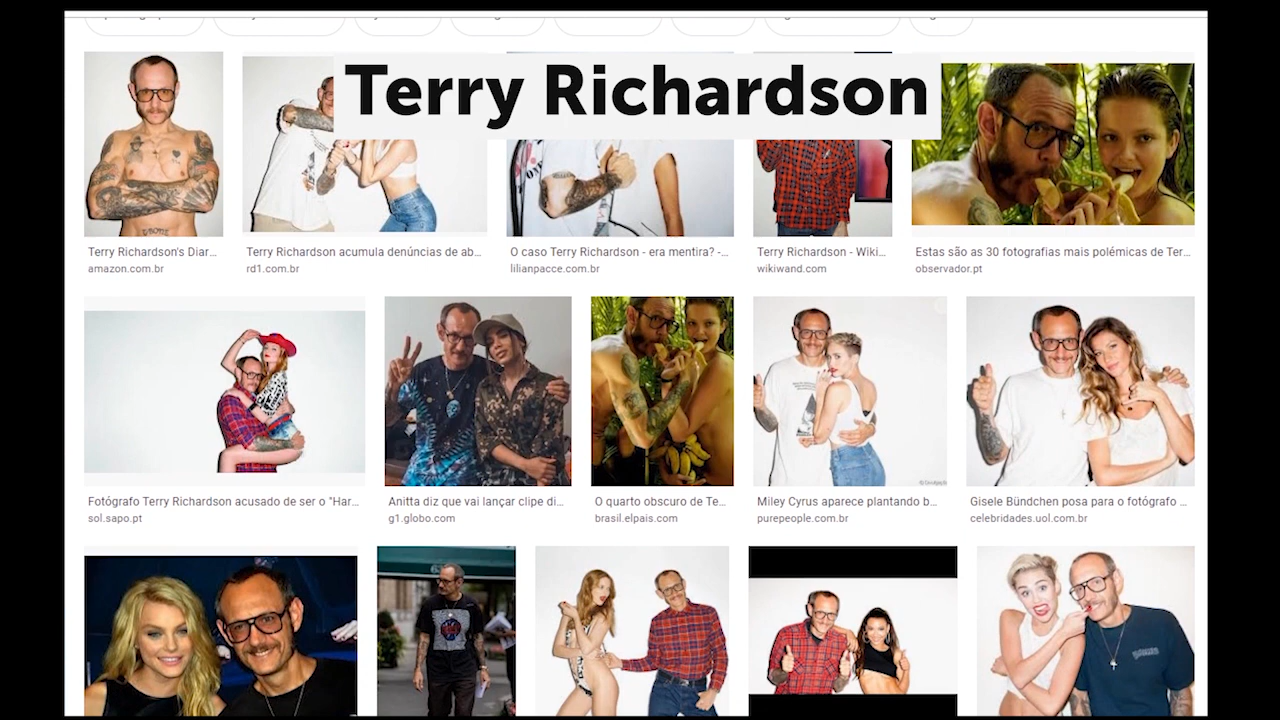 Terry Richardson
Terry Richardson's Diar...
amazon.com.br
Terry Richardson acumula denúncias de ab...
rd1.com.br
O caso Terry Richardson - era mentira? -...
lilianpacce.com.br
Terry Richardson - Wiki...
wikiwand.com
Estas são as 30 fotografias mais polémicas de Ter...
observador.pt
Fotógrafo Terry Richardson acusado de ser o "Har...
sol.sapo.pt
Anitta diz que vai lançar clipe di...
g1.globo.com
O quarto obscuro de Te...
brasil.elpais.com
Miley Cyrus aparece plantando b...
purepeople.com.br
Gisele Bündchen posa para o fotógrafo ...
celebridades.uol.com.br